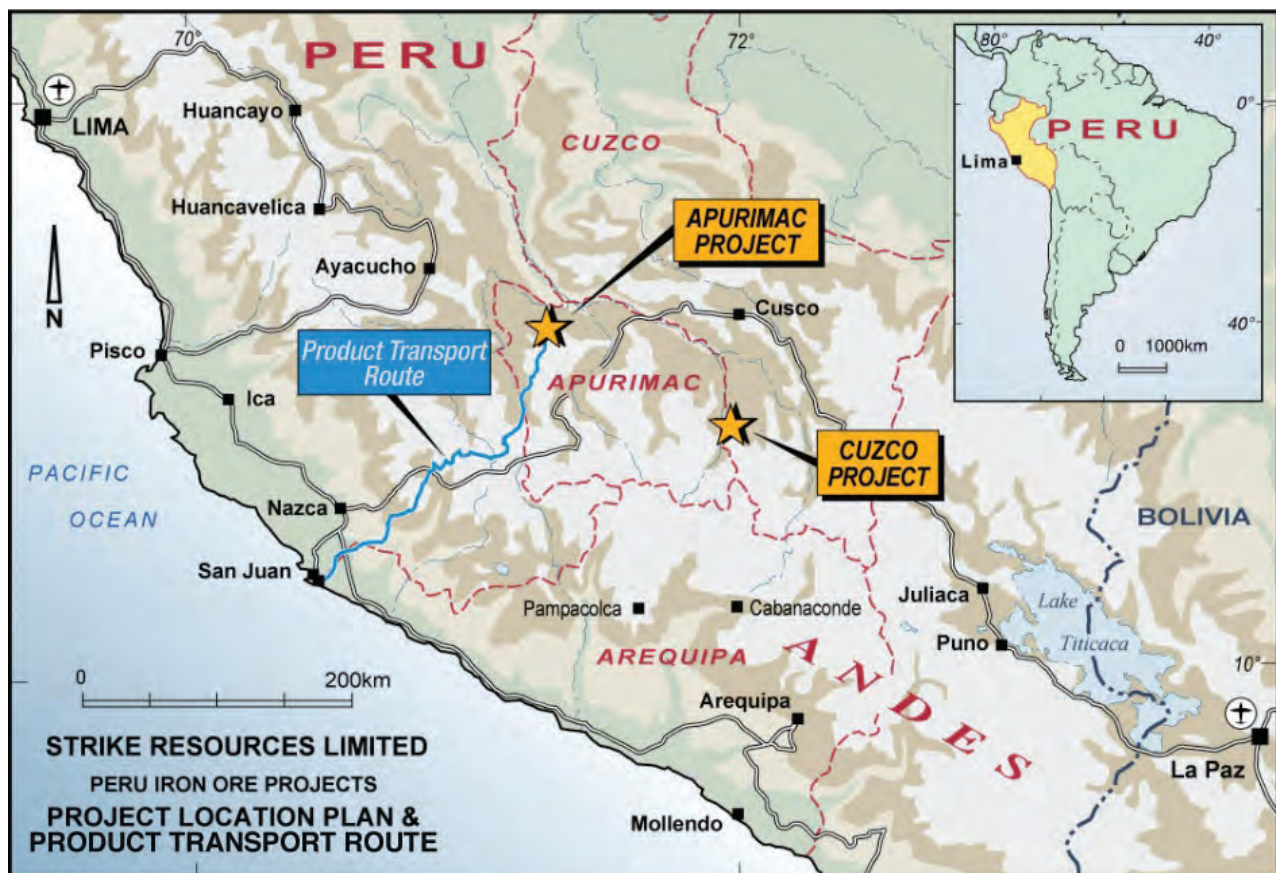 70
72
PERU
LIMA
Huancayo
CUZCO
Huancavelica
APURIMAC
PROJECT
Ayacucho
N
Cusco
Pisco
Product Transport
Route
APURIMAC
Ica
CUZCO
PROJECT
PACIFIC
OCEAN
Nazca
BOLIVIA
San Juan
Pampacolca
Cabanaconde
Juliaca
Lake
Titicaca
Puno
AREQUIPA
ANDES
10°
0 200km
Arequipa
La Paz
Mollendo
STRIKE RESOURCES LIMITED
PERU IRON ORE PROJECTS
PROJECT LOCATION PLAN &
PRODUCT TRANSPORT ROUTE
80°
40°
0°
PERU
Lima
40°
0 1000km